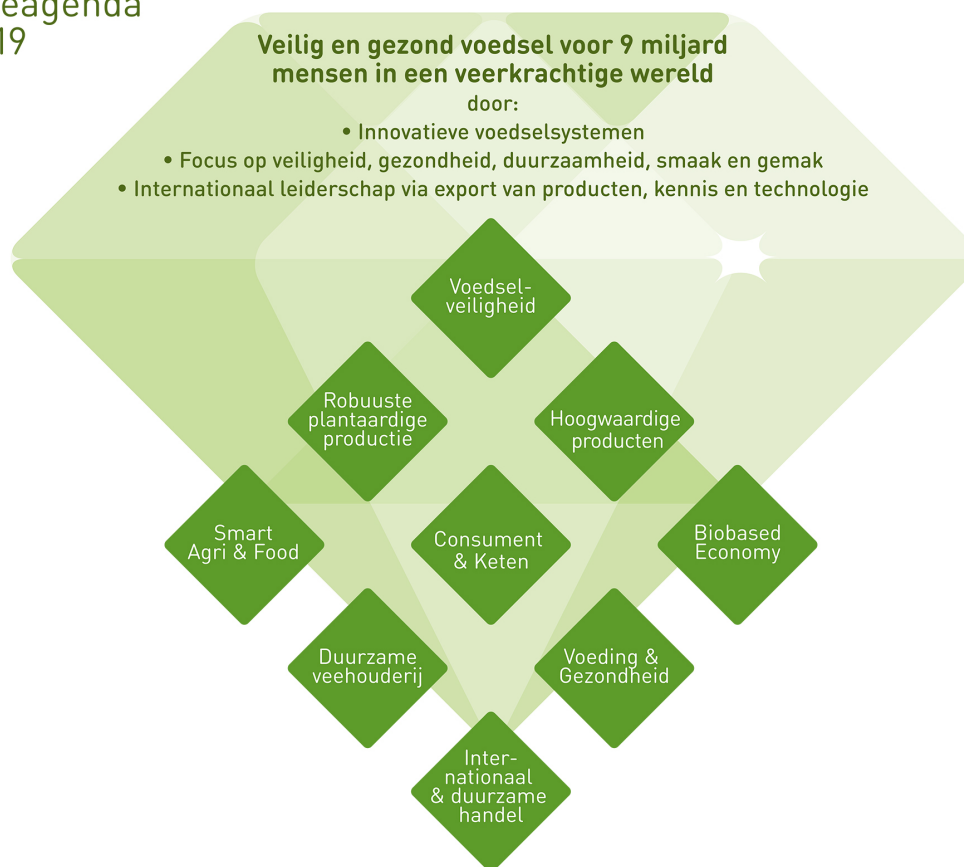 eagenda
19
Veilig en gezond voedsel voor 9 miljard
mensen in een veerkrachtige wereld
door:
• Innovatieve voedselsystemen
• Focus op veiligheid, gezondheid, duurzaamheid, smaak en gemak
• Internationaal leiderschap via export van producten, kennis en technologie
Voedsel-
veiligheid
Robuuste
plantaardige
productie
Hoogwaardige
producten
Smart
Agri & Food
Consument
& Keten
Biobased
Economy
Duurzame
veehouderij
Voeding &
Gezondheid
Inter-
nationaal
& duurzame
handel